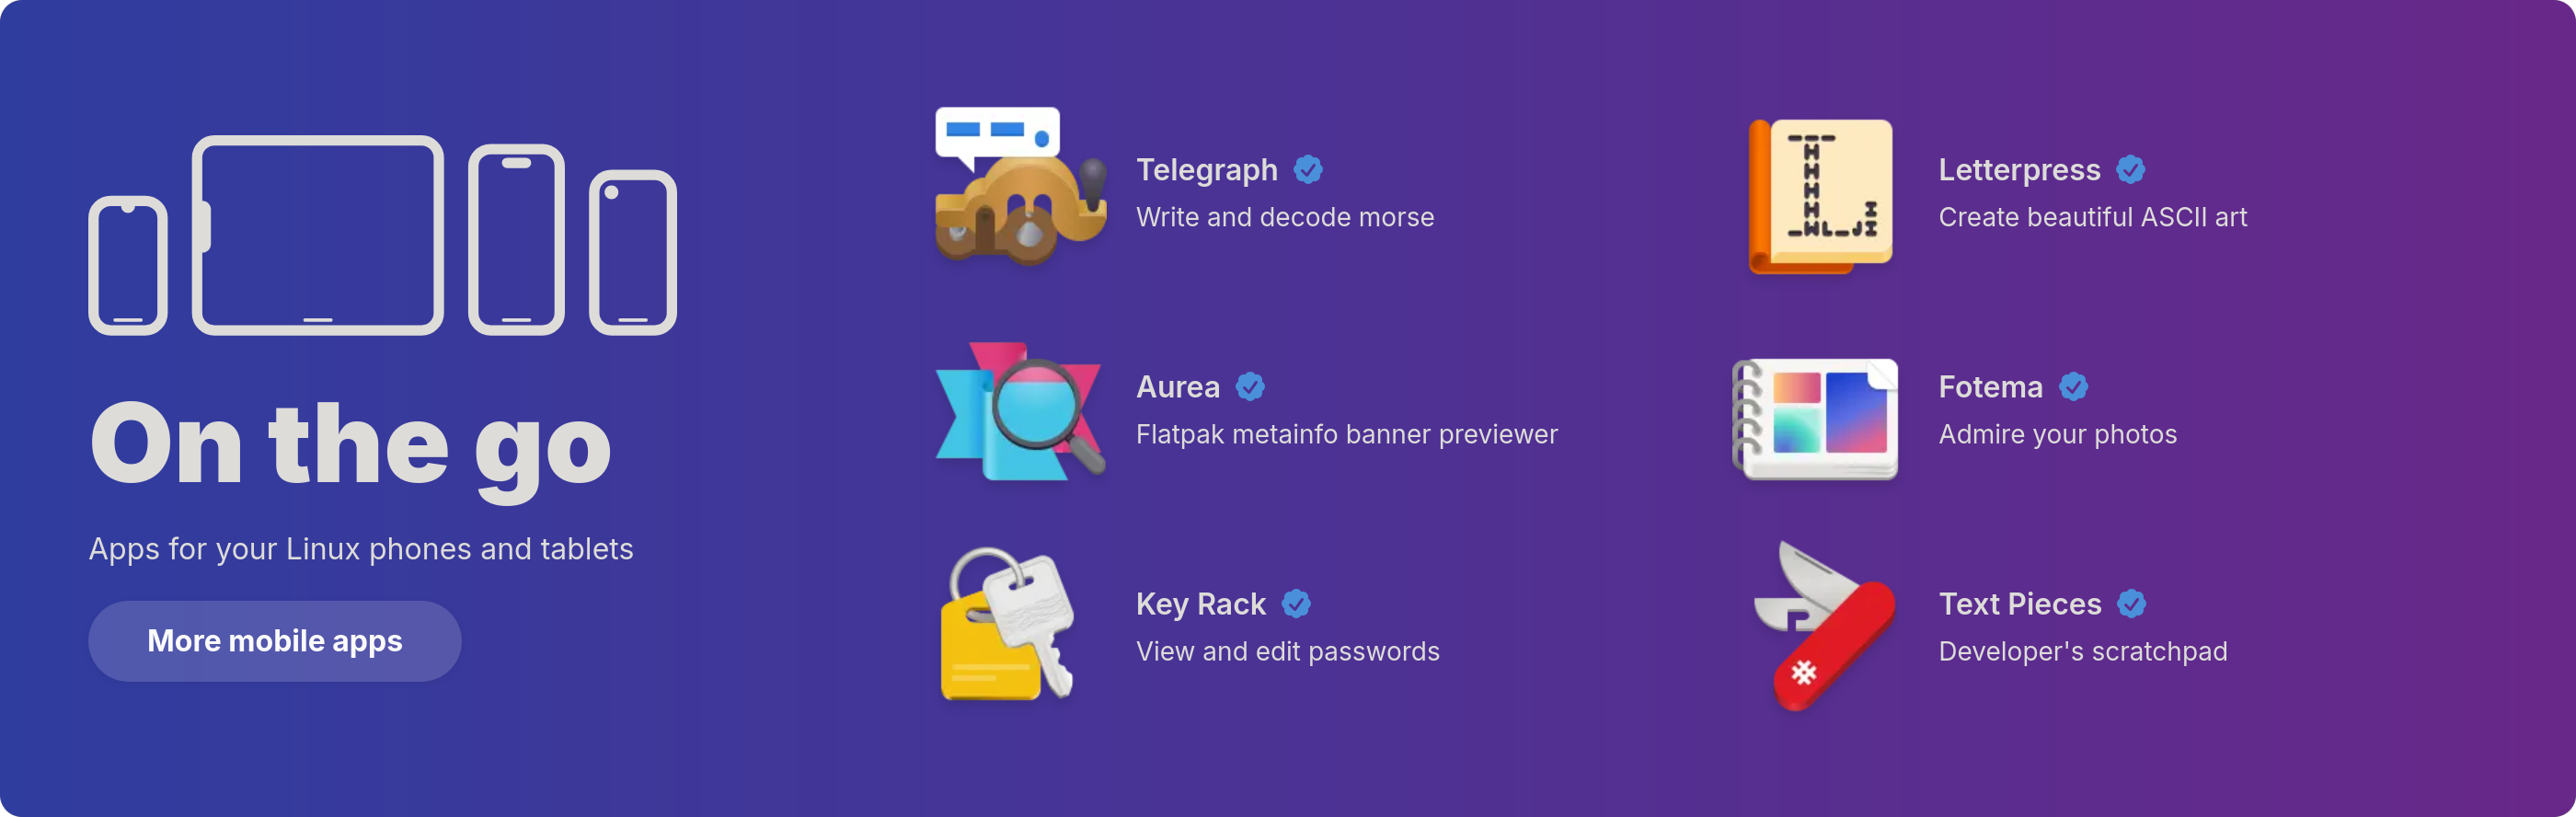 On the go
Apps for your Linux phones and tablets
More mobile apps
Telegraph
Write and decode morse
Letterpress
Create beautiful ASCII art
Aurea
Flatpak metainfo banner previewer
Fotema
Admire your photos
Key Rack
View and edit passwords
Text Pieces
Developer's scratchpad